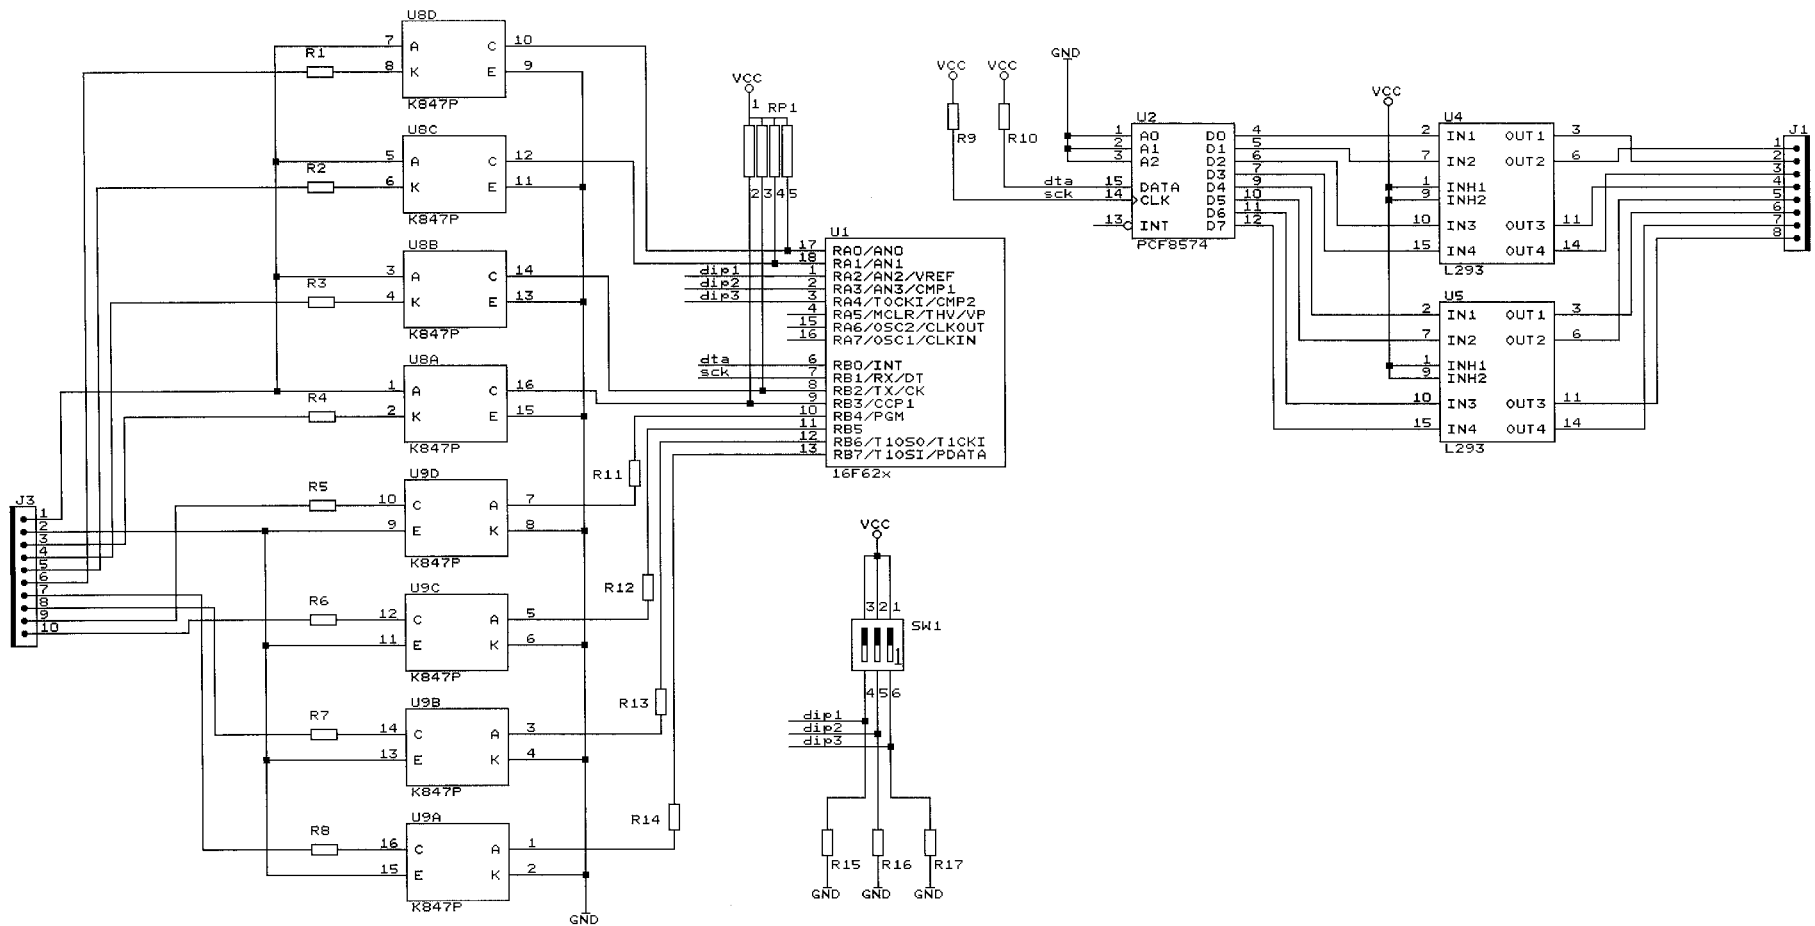 U8D
7 A C 10
R1
8 K E 9
K847P
U8C
5 A C 12
R2
6 K E 11
K847P
U8B
3 A C 14
R3
4 K E 13
K847P
U8A
1 A C 16
R4
2 K E 15
K847P
U9D
R5
10 C A 7
9 E K 8
K847P
U9C
R6
12 C A 5
11 E K 6
K847P
U9B
R7
14 C A 3
13 E K 4
K847P
U9A
R8
16 C A 1
15 E K 2
K847P
GND
J3
1
2
3
4
5
6
7
8
9
10
R11
R12
R13
R14
VCC
1 RP1
2 3 4 5
U1
17 RA0/AN0
18 RA1/AN1
dip1 1 RA2/AN2/VREF
dip2 2 RA3/AN3/CMP1
dip3 3 RA4/TOCKI/CMP2
4 RA5/MCLR/THV/VP
15 RA6/OSC2/CLKOUT
16 RA7/OSC1/CLKIN
dta 6 RB0/INT
sck 7 RB1/RX/DT
8 RB2/TX/CK
9 RB3/CCP1
10 RB4/PGM
11 RB5
12 RB6/T1OSO/T1CKI
13 RB7/T1OSI/PDATA
16F62x
VCC
3 2 1
SW1
1
4 5 6
dip1
dip2
dip3
R15 R16 R17
GND GND GND
VCC VCC
R9 R10
GND
U2
1 A0 D0 4
2 A1 D1 5
3 A2 D2 6
D3 7
dta 15 DATA D4 9
sck 14 CLK D5 10
D6 11
13 INT D7 12
PCF8574
VCC
U4
2 IN1 OUT1 3
7 IN2 OUT2 6
1 INH1
9 INH2
10 IN3 OUT3 11
15 IN4 OUT4 14
L293
U5
2 IN1 OUT1 3
7 IN2 OUT2 6
1 INH1
9 INH2
10 IN3 OUT3 11
15 IN4 OUT4 14
L293
J1
1
2
3
4
5
6
7
8